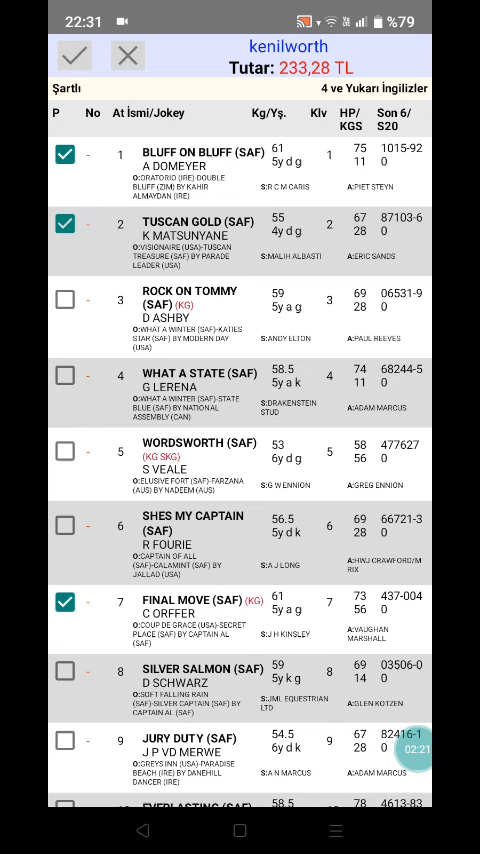 22:31 %79
kenilworth
Tutar: 233,28 TL
Şartlı 4 ve Yukarı İngilizler
P No At İsmi/Jokey Kg/Yş. Klv HP/ Son 6/
KGS S20
- 1 BLUFF ON BLUFF (SAF) 61 1 75 1015-92
A DOMEYER 5y d g 11 0
O:ORATORIO (IRE)-DOUBLE
BLUFF (ZIM) BY KAHIR S:R C M CARIS A:PIET STEYN
ALMAYDAN (IRE)
- 2 TUSCAN GOLD (SAF) 55 2 67 87103-6
K MATSUNYANE 4y d g 28 0
O:VISIONAIRE (USA)-TUSCAN
TREASURE (SAF) BY PARADE S:MALIH ALBASTI A:ERIC SANDS
LEADER (USA)
- 3 ROCK ON TOMMY 59 3 69 06531-9
(SAF) (KG) 5y a g 28 0
D ASHBY
O:WHAT A WINTER (SAF)-KATIES
STAR (SAF) BY MODERN DAY S:ANDY ELTON A:PAUL REEVES
(USA)
- 4 WHAT A STATE (SAF) 58.5 4 74 68244-5
G LERENA 5y a k 11 0
O:WHAT A WINTER (SAF)-STATE S:DRAKENSTEIN
BLUE (SAF) BY NATIONAL STUD A:ADAM MARCUS
ASSEMBLY (CAN)
- 5 WORDSWORTH (SAF) 53 5 58 477627
(KG SKG) 6y d g 56 0
S VEALE
O:ELUSIVE FORT (SAF)-FARZANA
(AUS) BY NADEEM (AUS) S:G W ENNION A:GREG ENNION
- 6 SHES MY CAPTAIN 56.5 6 69 66721-3
(SAF) 5y d k 28 0
R FOURIE
O:CAPTAIN OF ALL
(SAF)-CALAMINT (SAF) BY S:A J LONG A:HWJ CRAWFORD/M
JALLAD (USA) RIX
- 7 FINAL MOVE (SAF) (KG) 61 7 73 437-004
C ORFFER 5y a g 56 0
O:COUP DE GRACE (USA)-SECRET
PLACE (SAF) BY CAPTAIN AL S:J H KINSLEY A:VAUGHAN
(SAF) MARSHALL
- 8 SILVER SALMON (SAF) 59 8 69 03506-0
D SCHWARZ 5y k g 14 0
O:SOFT FALLING RAIN
(SAF)-SILVER CAPTAIN (SAF) BY S:JML EQUESTRIAN A:GLEN KOTZEN
CAPTAIN AL (SAF) LTD
- 9 JURY DUTY (SAF) 54.5 9 67 82416-1
J P VD MERWE 6y d k 28 0
02:21
O:GREYS INN (USA)-PARADISE
BEACH (IRE) BY DANEHILL S:A N MARCUS A:ADAM MARCUS
DANCER (IRE)
EVERLASTING (SAF) 58.5 78 4613-83